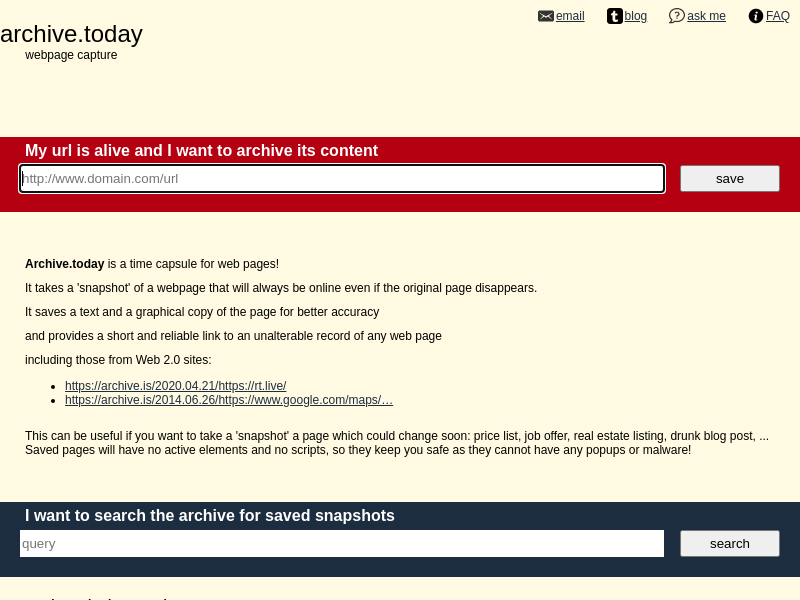 email blog ask me FAQ
archive.today
webpage capture
My url is alive and I want to archive its content
http://www.domain.com/url save
Archive.today is a time capsule for web pages!
It takes a 'snapshot' of a webpage that will always be online even if the original page disappears.
It saves a text and a graphical copy of the page for better accuracy
and provides a short and reliable link to an unalterable record of any web page
including those from Web 2.0 sites:
https://archive.is/2020.04.21/https://rt.live/
https://archive.is/2014.06.26/https://www.google.com/maps/…
This can be useful if you want to take a 'snapshot' a page which could change soon: price list, job offer, real estate listing, drunk blog post, ...
Saved pages will have no active elements and no scripts, so they keep you safe as they cannot have any popups or malware!
I want to search the archive for saved snapshots
query search